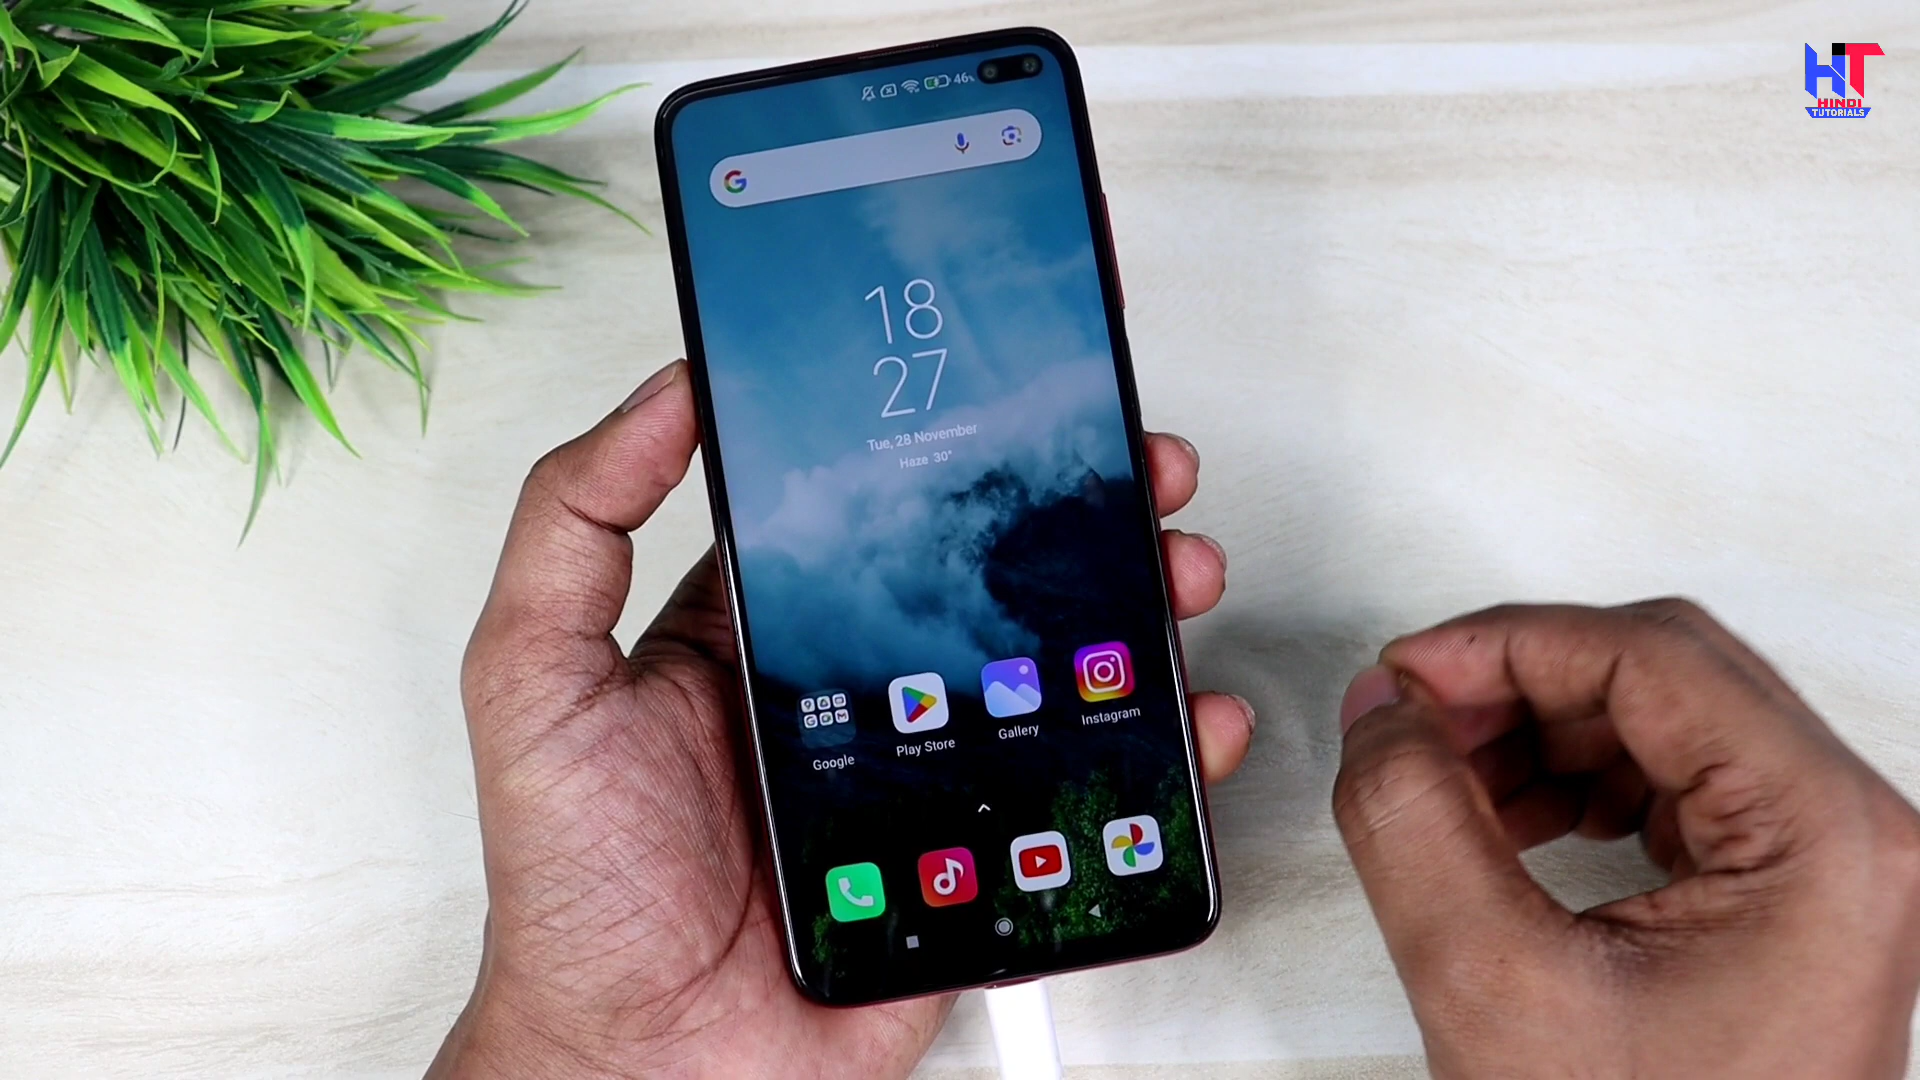 HT
HINDI
TUTORIALS
46%
18
27
Tue, 28 November
Haze 30°
Google
Play Store
Gallery
Instagram